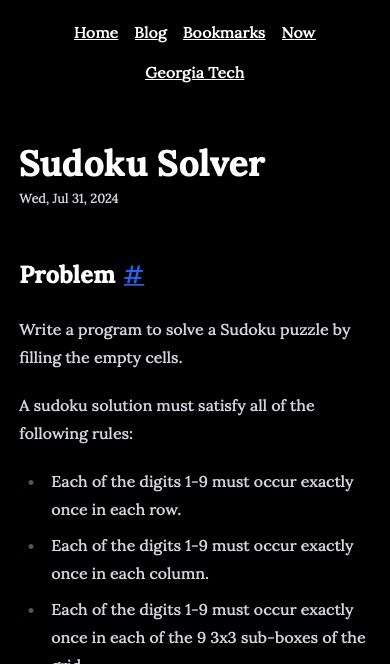 Home Blog Bookmarks Now
Georgia Tech
Sudoku Solver
Wed, Jul 31, 2024
Problem #
Write a program to solve a Sudoku puzzle by
filling the empty cells.
A sudoku solution must satisfy all of the
following rules:
Each of the digits 1-9 must occur exactly
once in each row.
Each of the digits 1-9 must occur exactly
once in each column.
Each of the digits 1-9 must occur exactly
once in each of the 9 3x3 sub-boxes of the
grid.